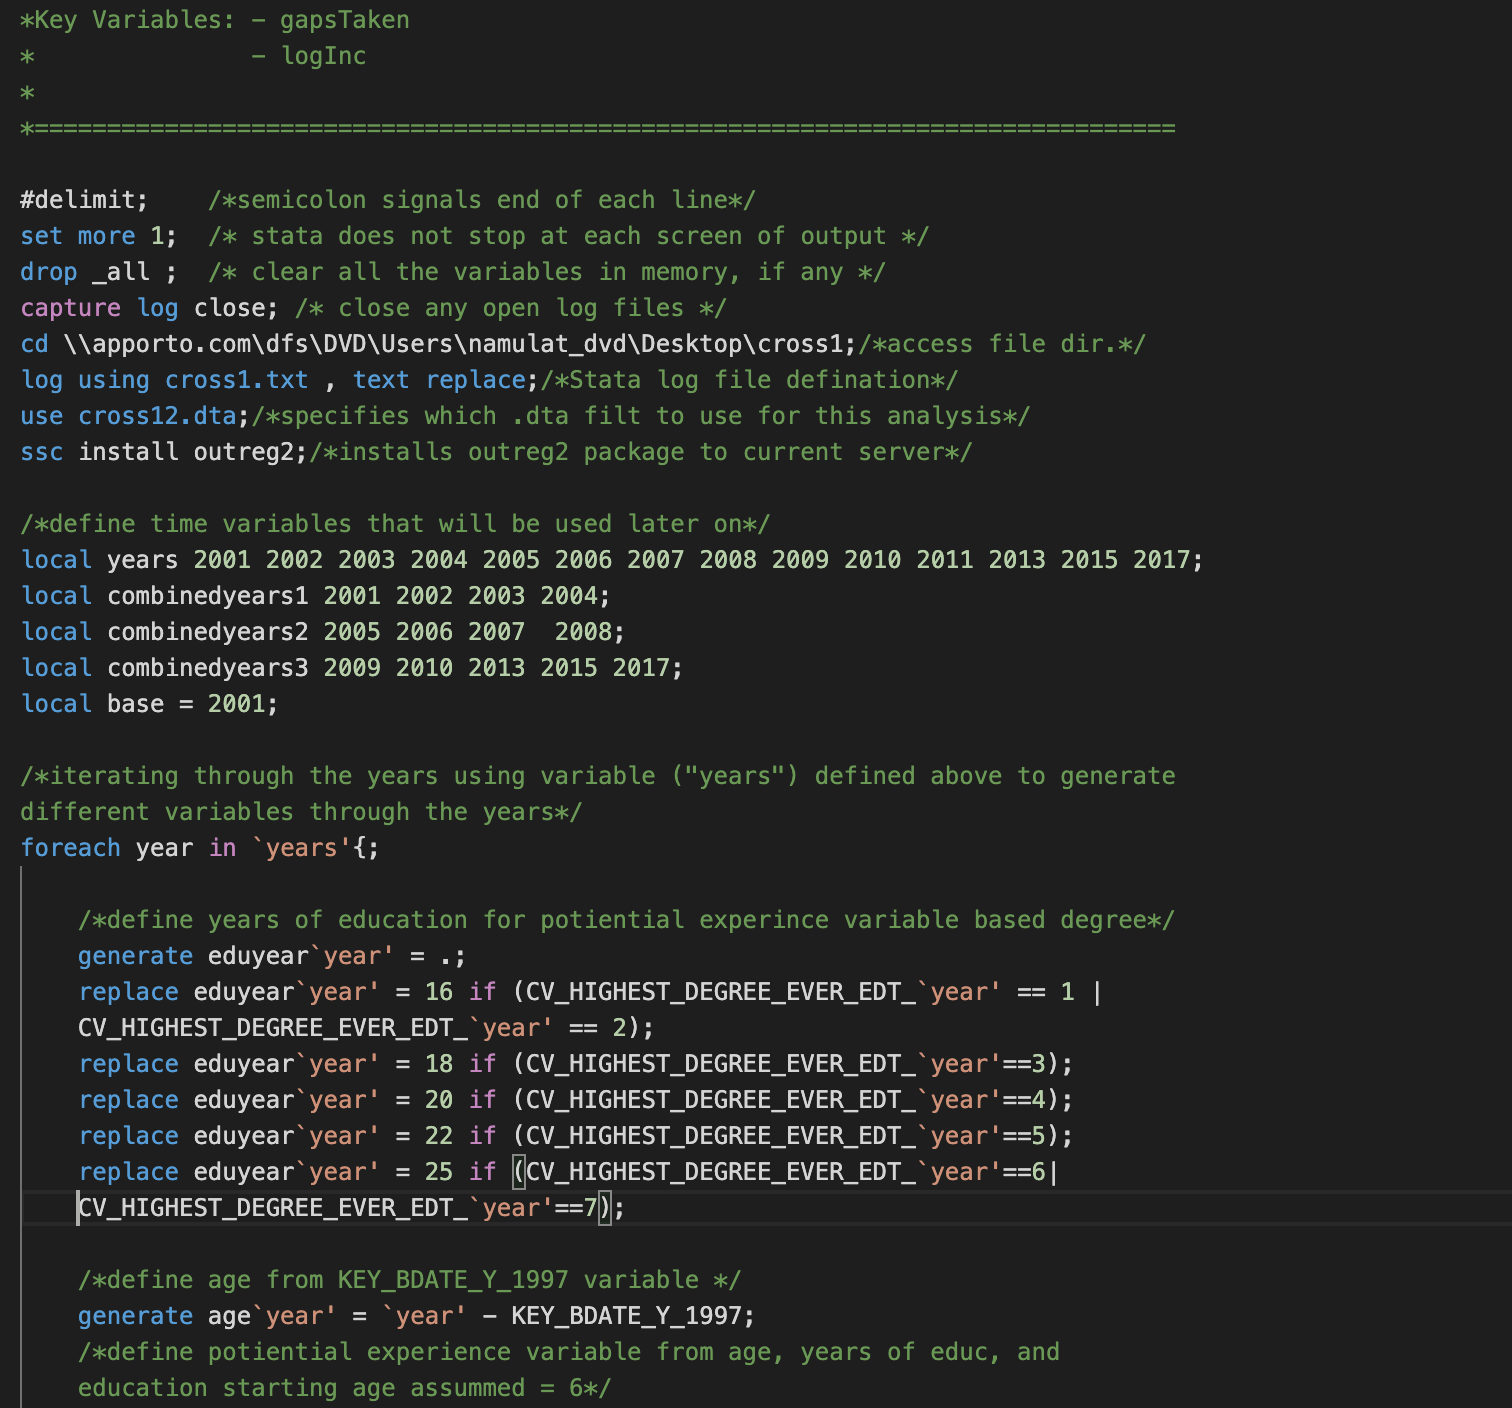 *Key Variables: - gapsTaken
*               - logInc
*
*===============================================================================
#delimit;    /*semicolon signals end of each line*/
set more 1;  /* stata does not stop at each screen of output */
drop _all ;  /* clear all the variables in memory, if any */
capture log close; /* close any open log files */
cd \\apporto.com\dfs\DVD\Users\namulat_dvd\Desktop\cross1;/*access file dir.*/
log using cross1.txt , text replace;/*Stata log file defination*/
use cross12.dta;/*specifies which .dta filt to use for this analysis*/
ssc install outreg2;/*installs outreg2 package to current server*/
/*define time variables that will be used later on*/
local years 2001 2002 2003 2004 2005 2006 2007 2008 2009 2010 2011 2013 2015 2017;
local combinedyears1 2001 2002 2003 2004;
local combinedyears2 2005 2006 2007  2008;
local combinedyears3 2009 2010 2013 2015 2017;
local base = 2001;
/*iterating through the years using variable ("years") defined above to generate
different variables through the years*/
foreach year in `years'{;
    /*define years of education for potiential experince variable based degree*/
    generate eduyear`year' = .;
    replace eduyear`year' = 16 if (CV_HIGHEST_DEGREE_EVER_EDT_`year' == 1 |
    CV_HIGHEST_DEGREE_EVER_EDT_`year' == 2);
    replace eduyear`year' = 18 if (CV_HIGHEST_DEGREE_EVER_EDT_`year'==3);
    replace eduyear`year' = 20 if (CV_HIGHEST_DEGREE_EVER_EDT_`year'==4);
    replace eduyear`year' = 22 if (CV_HIGHEST_DEGREE_EVER_EDT_`year'==5);
    replace eduyear`year' = 25 if (CV_HIGHEST_DEGREE_EVER_EDT_`year'==6|
    CV_HIGHEST_DEGREE_EVER_EDT_`year'==7);
    /*define age from KEY_BDATE_Y_1997 variable */
    generate age`year' = `year' - KEY_BDATE_Y_1997;
    /*define potiential experience variable from age, years of educ, and
    education starting age assummed = 6*/